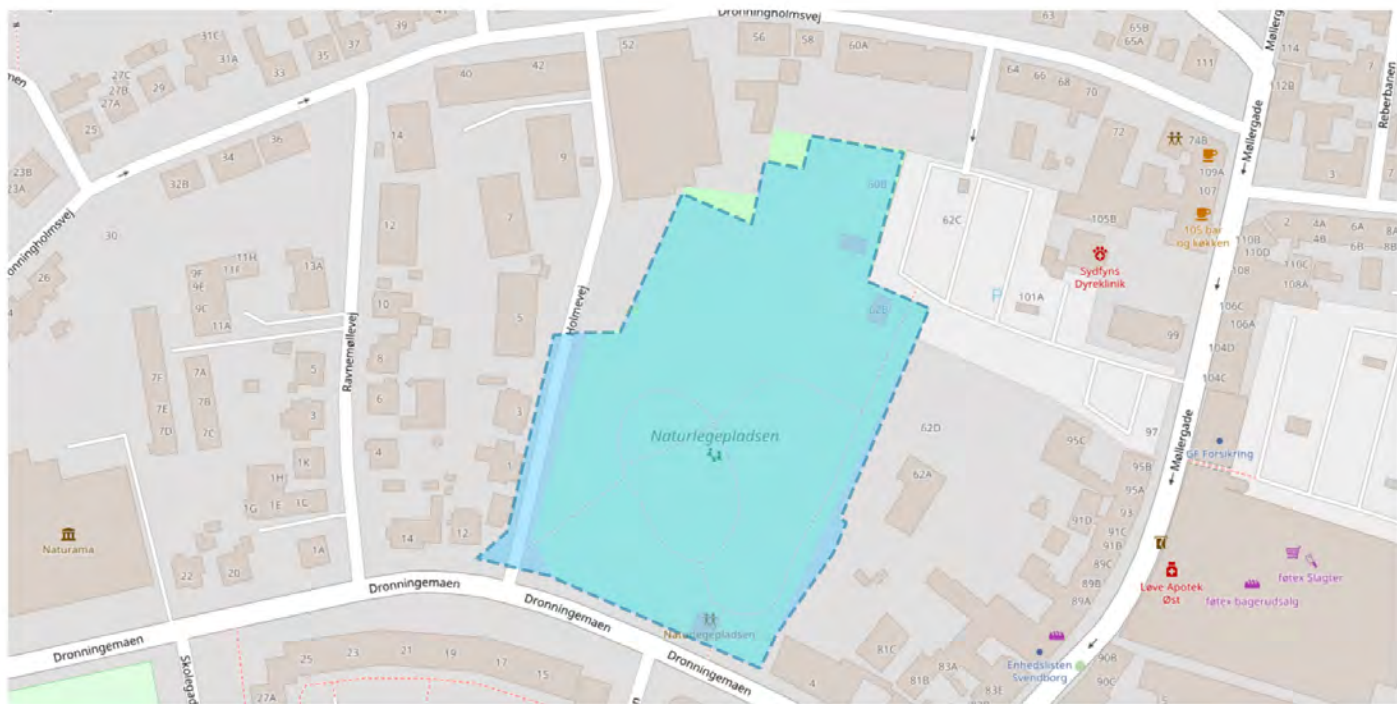 Dronningholmsvej
Møllergade
31C
31A
39
37
35
33
27C
27B
27A
29
25
52
56
58
60A
63
65B
65A
111
114
112B
7
Reberbanen
40
42
64
66
68
70
14
36
34
32B
23B
23A
9
72
74B
109A
107
Møllergade
3
7
60B
62C
105B
105 bar
og køkken
2
4A
4B
6A
6B
8A
8B
110B
110D
110C
108
108A
Dronningholmsvej
30
26
12
7
11H
11F
9F
9E
9C
11A
13A
Sydfyns
Dyreklinik
P
101A
99
62B
106C
106A
104D
104C
10
5
Holmevej
Ravnemøllevej
8
6
5
3
7F
7E
7D
7A
7B
7C
3
4
1
Naturlegepladsen
62D
62A
95C
97
95B
95A
93
91D
91C
91B
89C
89B
89A
Møllergade
GF Forsikring
1K
1H
1G
1E
1C
1A
14
12
Naturama
22
20
Løve Apotek
Øst
føtex Slagter
føtex bagerudsalg
Dronningemaen
Dronningemaen
Dronningemaen
Dronningemaen
Naturlegepladsen
Skolegad
25
23
21
19
17
15
27A
4
81C
81B
83A
83E
Enhedslisten
Svendborg
90B
90C